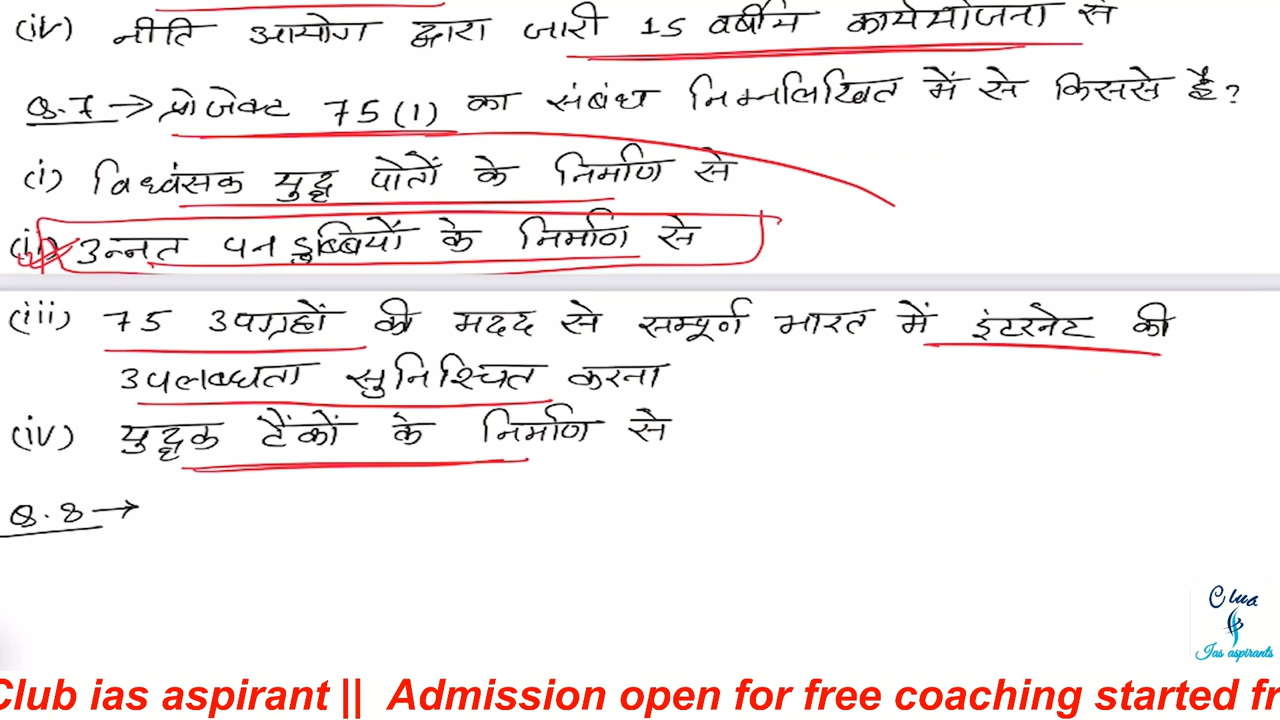 (iv) नीति आयोग द्वारा जारी 15 वर्षीय कार्ययोजना से
Q.7 → प्रोजेक्ट 75 (1) का संबंध निम्नलिखित में से किससे है?
(i) विध्वंसक युद्ध पोतों के निर्माण से
(ii) उन्नत पनडुब्बियों के निर्माण से
(iii) 75 उपग्रहों की मदद से सम्पूर्ण भारत में इंटरनेट की
उपलब्धता सुनिश्चित करना
(iv) युद्धक टैंकों के निर्माण से
Q.8 →
Club
Ias aspirants
Club ias aspirant || Admission open for free coaching started fr